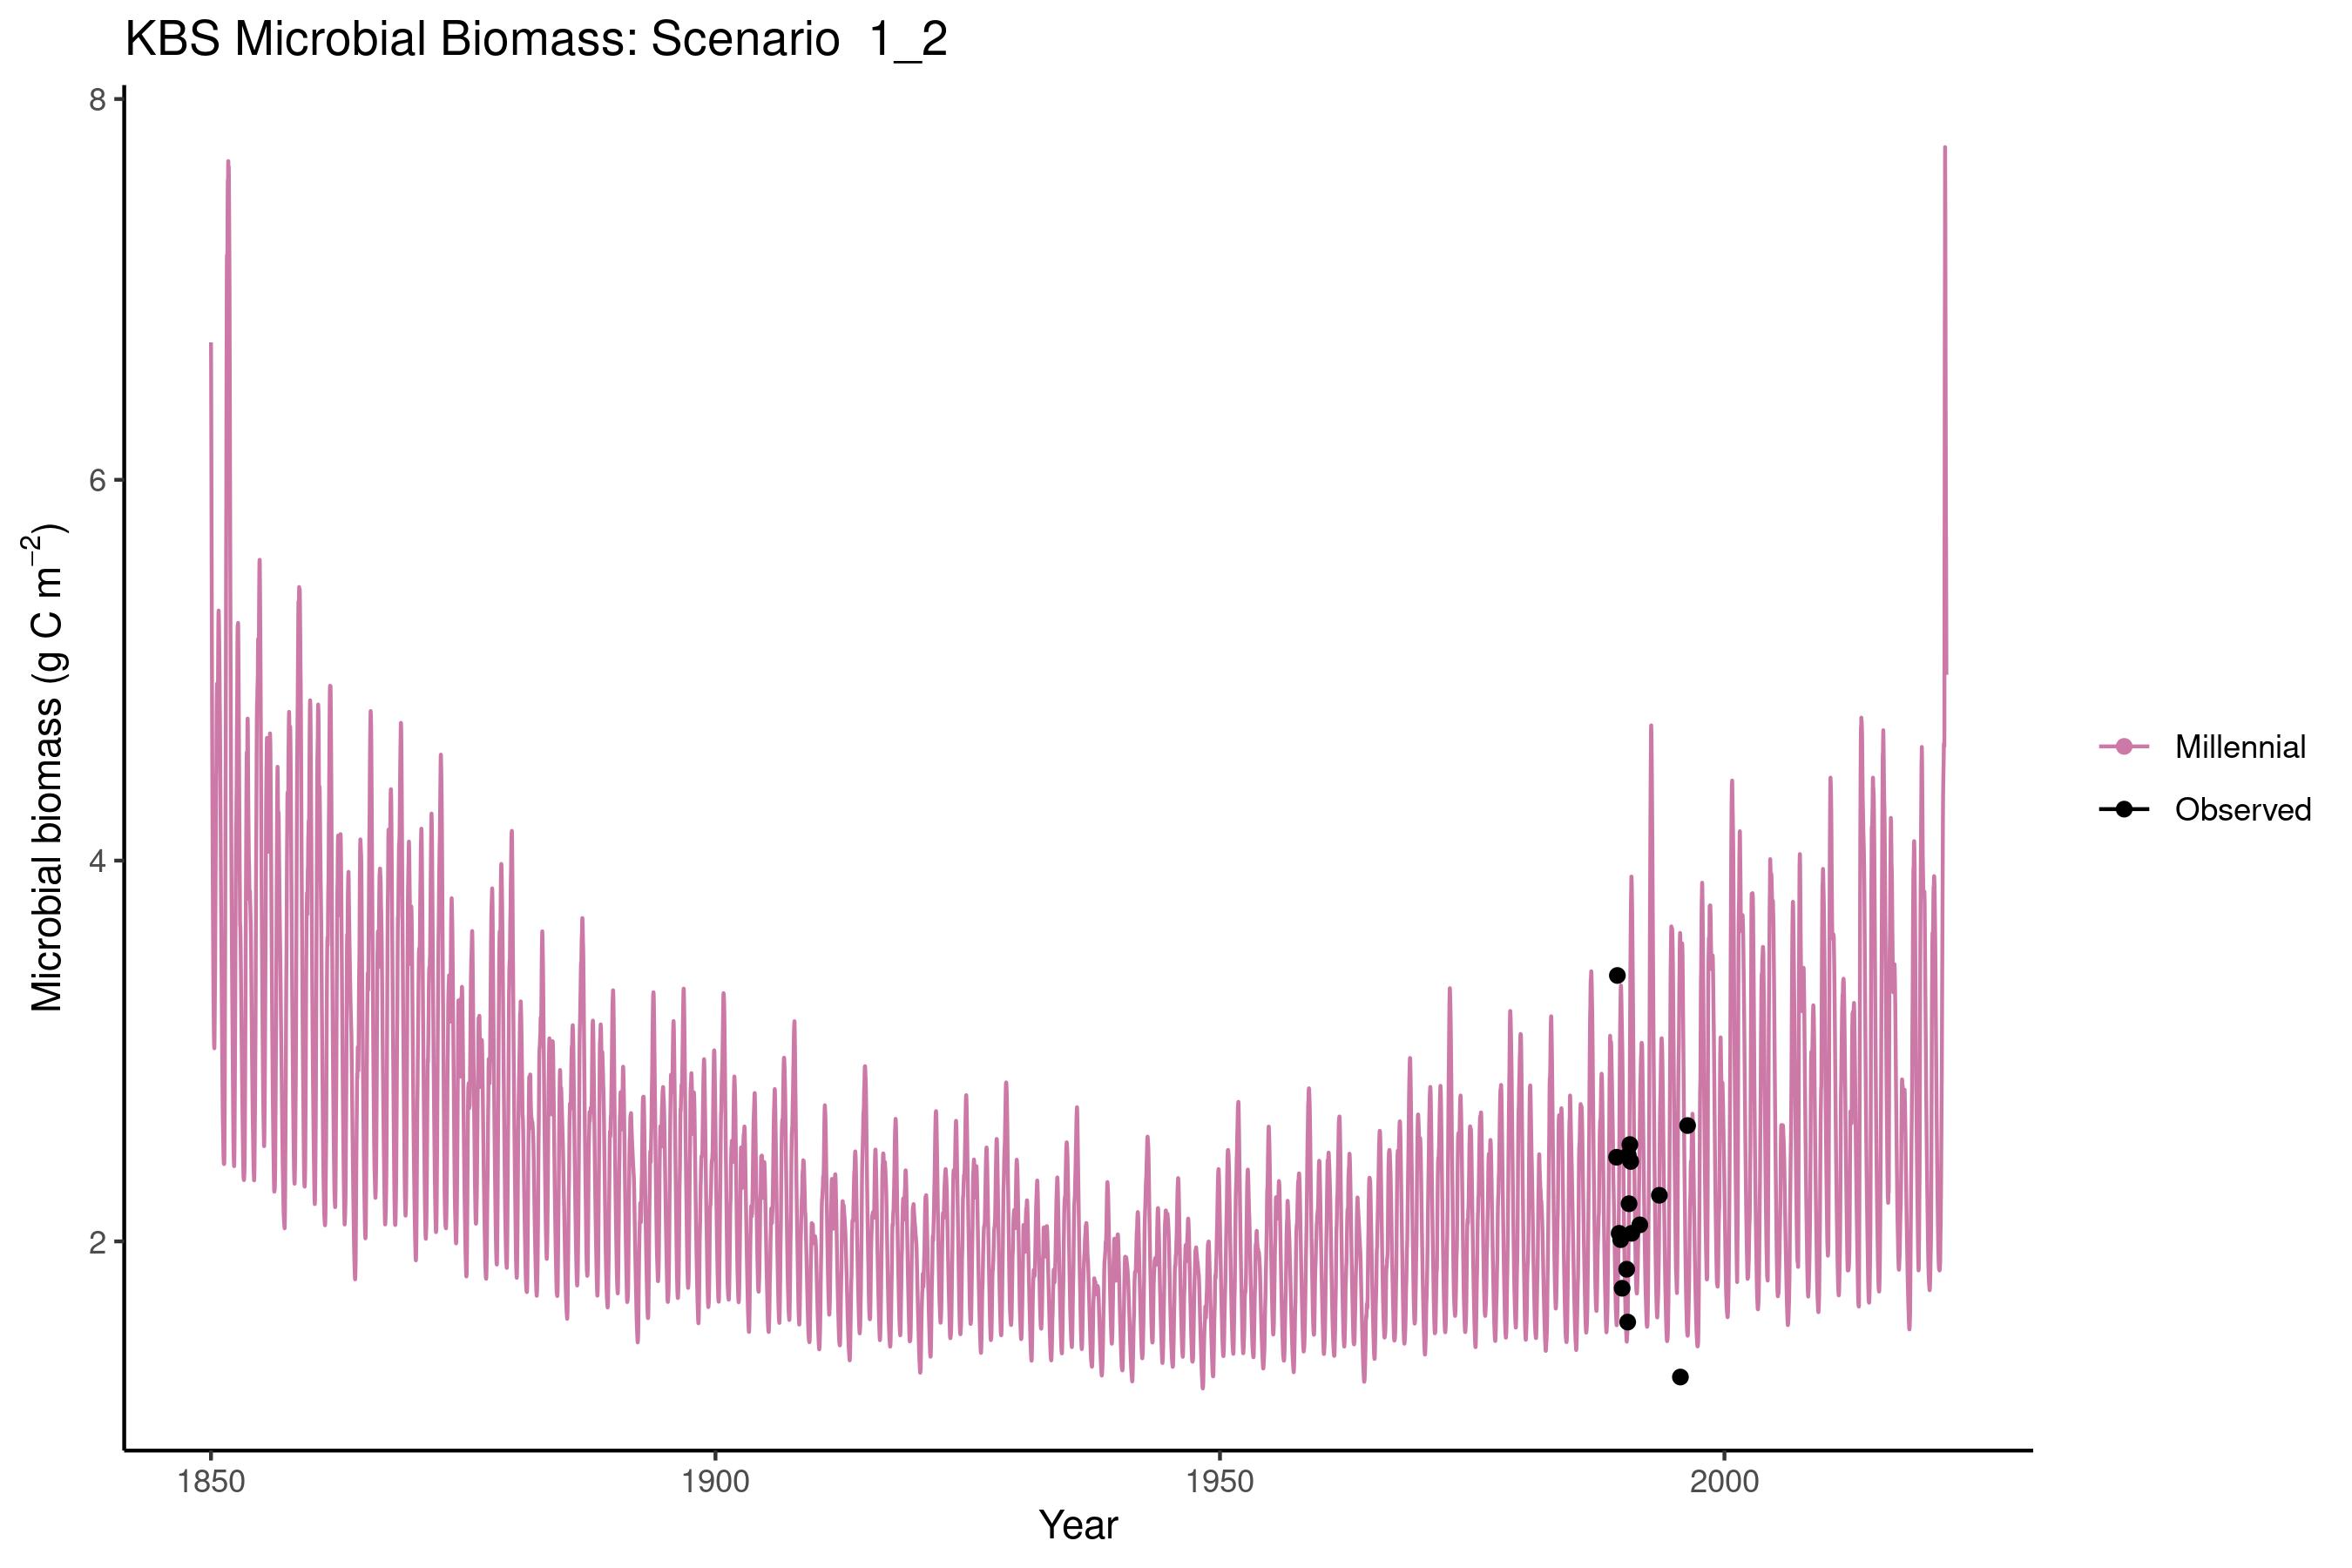 KBS Microbial Biomass: Scenario  1_2
8
6
4
2
Microbial biomass (g C m⁻²)
1850
1900
1950
2000
Year
Millennial
Observed